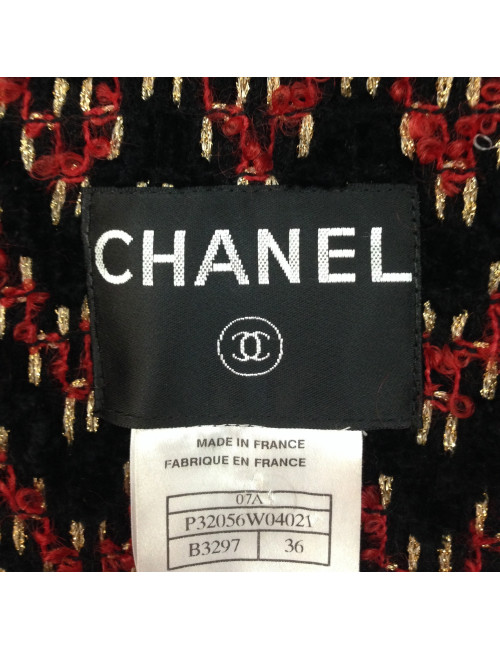 CHANEL
MADE IN FRANCE
FABRIQUE EN FRANCE
07A
P32056W04021
B3297 36